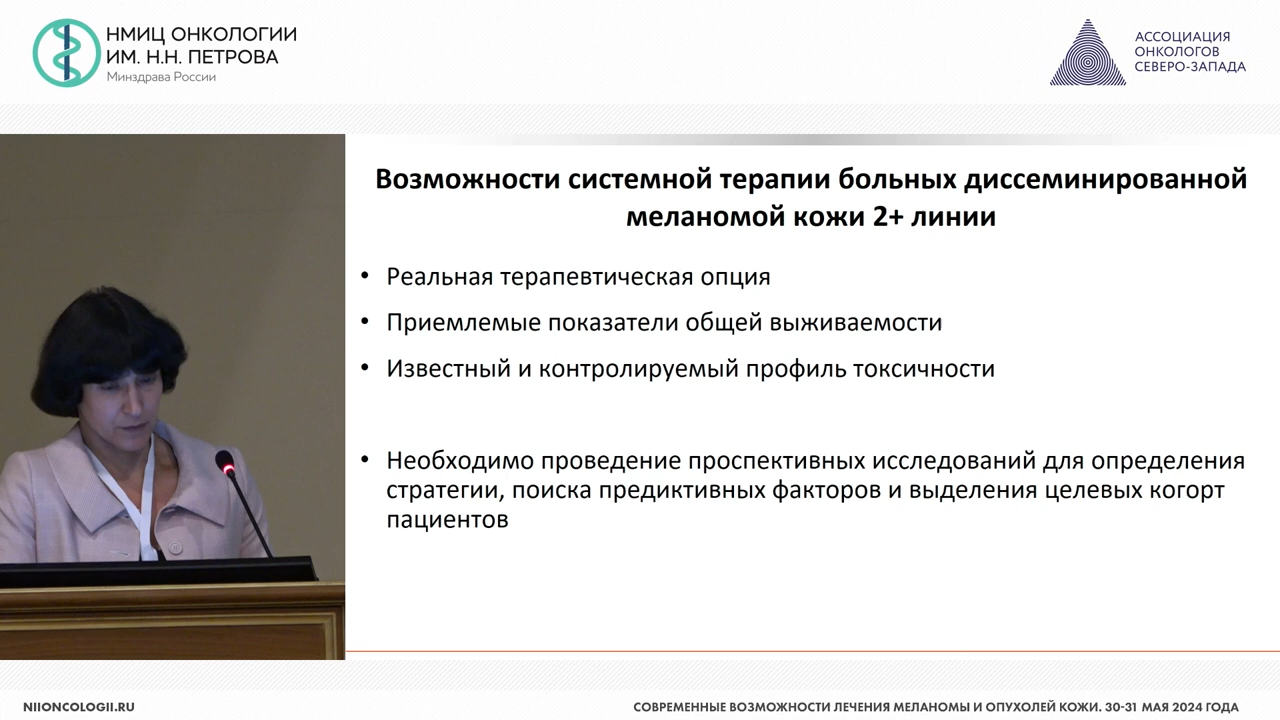 НМИЦ ОНКОЛОГИИ
ИМ. Н.Н. ПЕТРОВА
Минздрава России
АССОЦИАЦИЯ
ОНКОЛОГОВ
СЕВЕРО-ЗАПАДА
Возможности системной терапии больных диссеминированной
меланомой кожи 2+ линии
• Реальная терапевтическая опция
• Приемлемые показатели общей выживаемости
• Известный и контролируемый профиль токсичности
• Необходимо проведение проспективных исследований для определения
стратегии, поиска предиктивных факторов и выделения целевых когорт
пациентов
NIIONCOLOGII.RU
СОВРЕМЕННЫЕ ВОЗМОЖНОСТИ ЛЕЧЕНИЯ МЕЛАНОМЫ И ОПУХОЛЕЙ КОЖИ. 30-31 МАЯ 2024 ГОДА